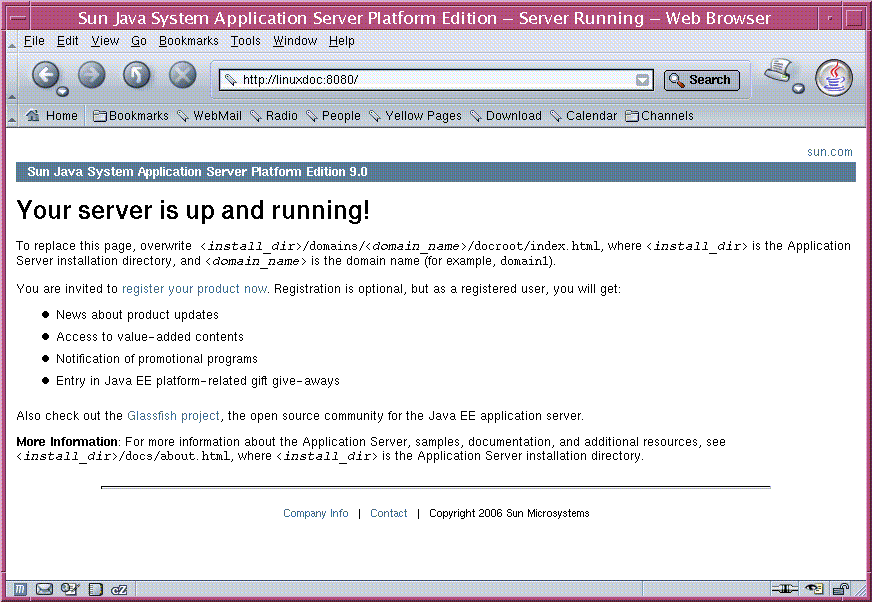 Sun Java System Application Server Platform Edition – Server Running – Web Browser
File Edit View Go Bookmarks Tools Window Help
http://linuxdoc:8080/ Search
Home Bookmarks WebMail Radio People Yellow Pages Download Calendar Channels
sun.com
Sun Java System Application Server Platform Edition 9.0
Your server is up and running!
To replace this page, overwrite <install_dir>/domains/<domain_name>/docroot/index.html, where <install_dir> is the Application
Server installation directory, and <domain_name> is the domain name (for example, domain1).
You are invited to register your product now. Registration is optional, but as a registered user, you will get:
● News about product updates
● Access to value-added contents
● Notification of promotional programs
● Entry in Java EE platform-related gift give-aways
Also check out the Glassfish project, the open source community for the Java EE application server.
More Information: For more information about the Application Server, samples, documentation, and additional resources, see
<install_dir>/docs/about.html, where <install_dir> is the Application Server installation directory.
Company Info | Contact | Copyright 2006 Sun Microsystems
m cZ